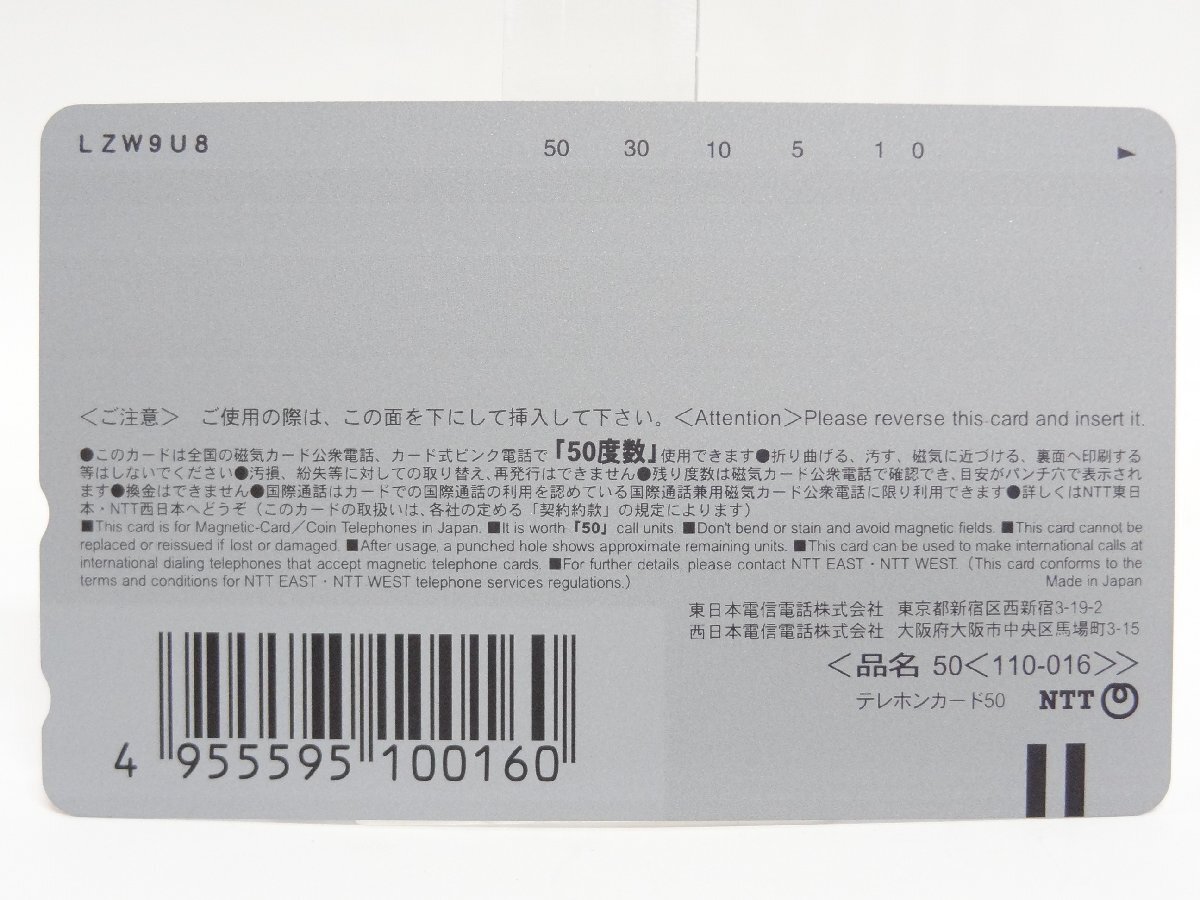 LZW9U8 50 30 10 5 1 0 ►
＜ご注意＞ ご使用の際は、この面を下にして挿入して下さい。＜Attention＞Please reverse this card and insert it.
●このカードは全国の磁気カード公衆電話、カード式ピンク電話で「50度数」使用できます●折り曲げる、汚す、磁気に近づける、裏面へ印刷する
等はしないでください●汚損、紛失等に対しての取り替え、再発行はできません●残り度数は磁気カード公衆電話で確認でき、目安がパンチ穴で表示され
ます●換金はできません●国際通話はカードでの国際通話の利用を認めている国際通話兼用磁気カード公衆電話に限り利用できます●詳しくはNTT東日
本・NTT西日本へどうぞ（このカードの取扱いは、各社の定める「契約約款」の規定によります）
■This card is for Magnetic-Card/Coin Telephones in Japan. ■It is worth「50」call units. ■Don't bend or stain and avoid magnetic fields. ■This card cannot be
replaced or reissued if lost or damaged. ■After usage, a punched hole shows approximate remaining units. ■This card can be used to make international calls at
international dialing telephones that accept magnetic telephone cards. ■For further details, please contact NTT EAST・NTT WEST. (This card conforms to the
terms and conditions for NTT EAST・NTT WEST telephone services regulations.) Made in Japan
東日本電信電話株式会社 東京都新宿区西新宿3-19-2
西日本電信電話株式会社 大阪府大阪市中央区馬場町3-15
＜品名 50＜110-016＞＞
テレホンカード50 NTT
4 955595 100160